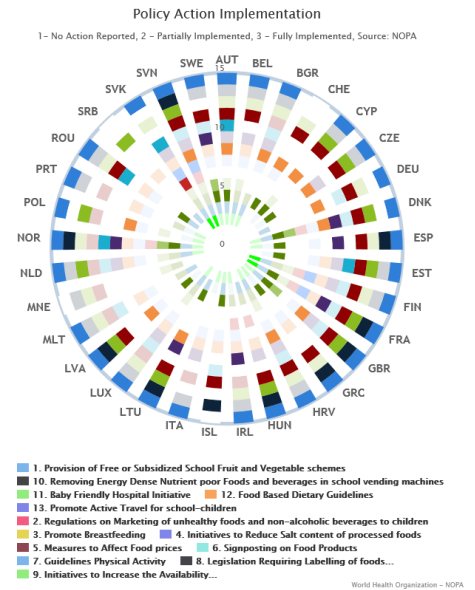 Policy Action Implementation
1- No Action Reported, 2 - Partially Implemented, 3 - Fully Implemented, Source: NOPA
AUT
SWE
BEL
SVN
BGR
15
SVK
CHE
SRB
CYP
ROU
CZE
10
PRT
DEU
5
POL
DNK
NOR
0
ESP
NLD
EST
MNE
FIN
MLT
FRA
LVA
GBR
LUX
GRC
LTU
HRV
ITA
HUN
ISL
IRL
1. Provision of Free or Subsidized School Fruit and Vegetable schemes
10. Removing Energy Dense Nutrient poor Foods and beverages in school vending machines
11. Baby Friendly Hospital Initiative 12. Food Based Dietary Guidelines
13. Promote Active Travel for school-children
2. Regulations on Marketing of unhealthy foods and non-alcoholic beverages to children
3. Promote Breastfeeding 4. Initiatives to Reduce Salt content of processed foods
5. Measures to Affect Food prices 6. Signposting on Food Products
7. Guidelines Physical Activity 8. Legislation Requiring Labelling of foods...
9. Initiatives to Increase the Availability...
World Health Organization - NOPA